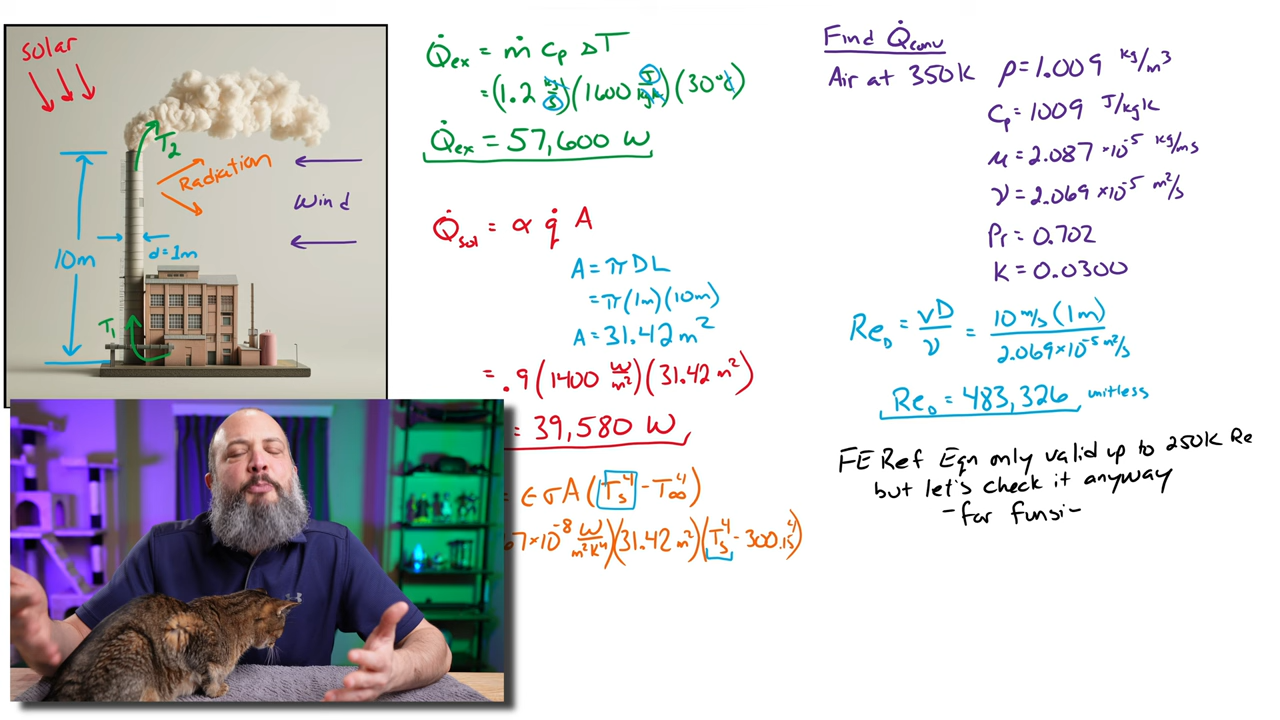 Solar
T₂
Radiation
Wind
10m
d=1m
T₁
Q̇ex = ṁ Cp ΔT
= (1.2 kg/s)(1600 J/kgK)(30°K)
Q̇ex = 57,600 W
Q̇sol = α q̇ A
A = π D L
= π(1m)(10m)
A = 31.42 m²
= .9 (1400 W/m²)(31.42 m²)
= 39,580 W
= ϵ σ A (Ts⁴ - T∞⁴)
7×10⁻⁸ W/m²K⁴)(31.42 m²)(Ts⁴ - 300.15⁴)
Find Q̇conv
Air at 350K ρ = 1.009 kg/m³
Cp = 1009 J/kgK
μ = 2.087 ×10⁻⁵ kg/ms
ν = 2.069 ×10⁻⁵ m²/s
Pr = 0.702
K = 0.0300
ReD = vD/ν = 10 m/s (1m)/2.069×10⁻⁵ m²/s
ReD = 483,326 unitless
FE Ref Eqn only valid up to 250K Re
but let's check it anyway
- for funsi -